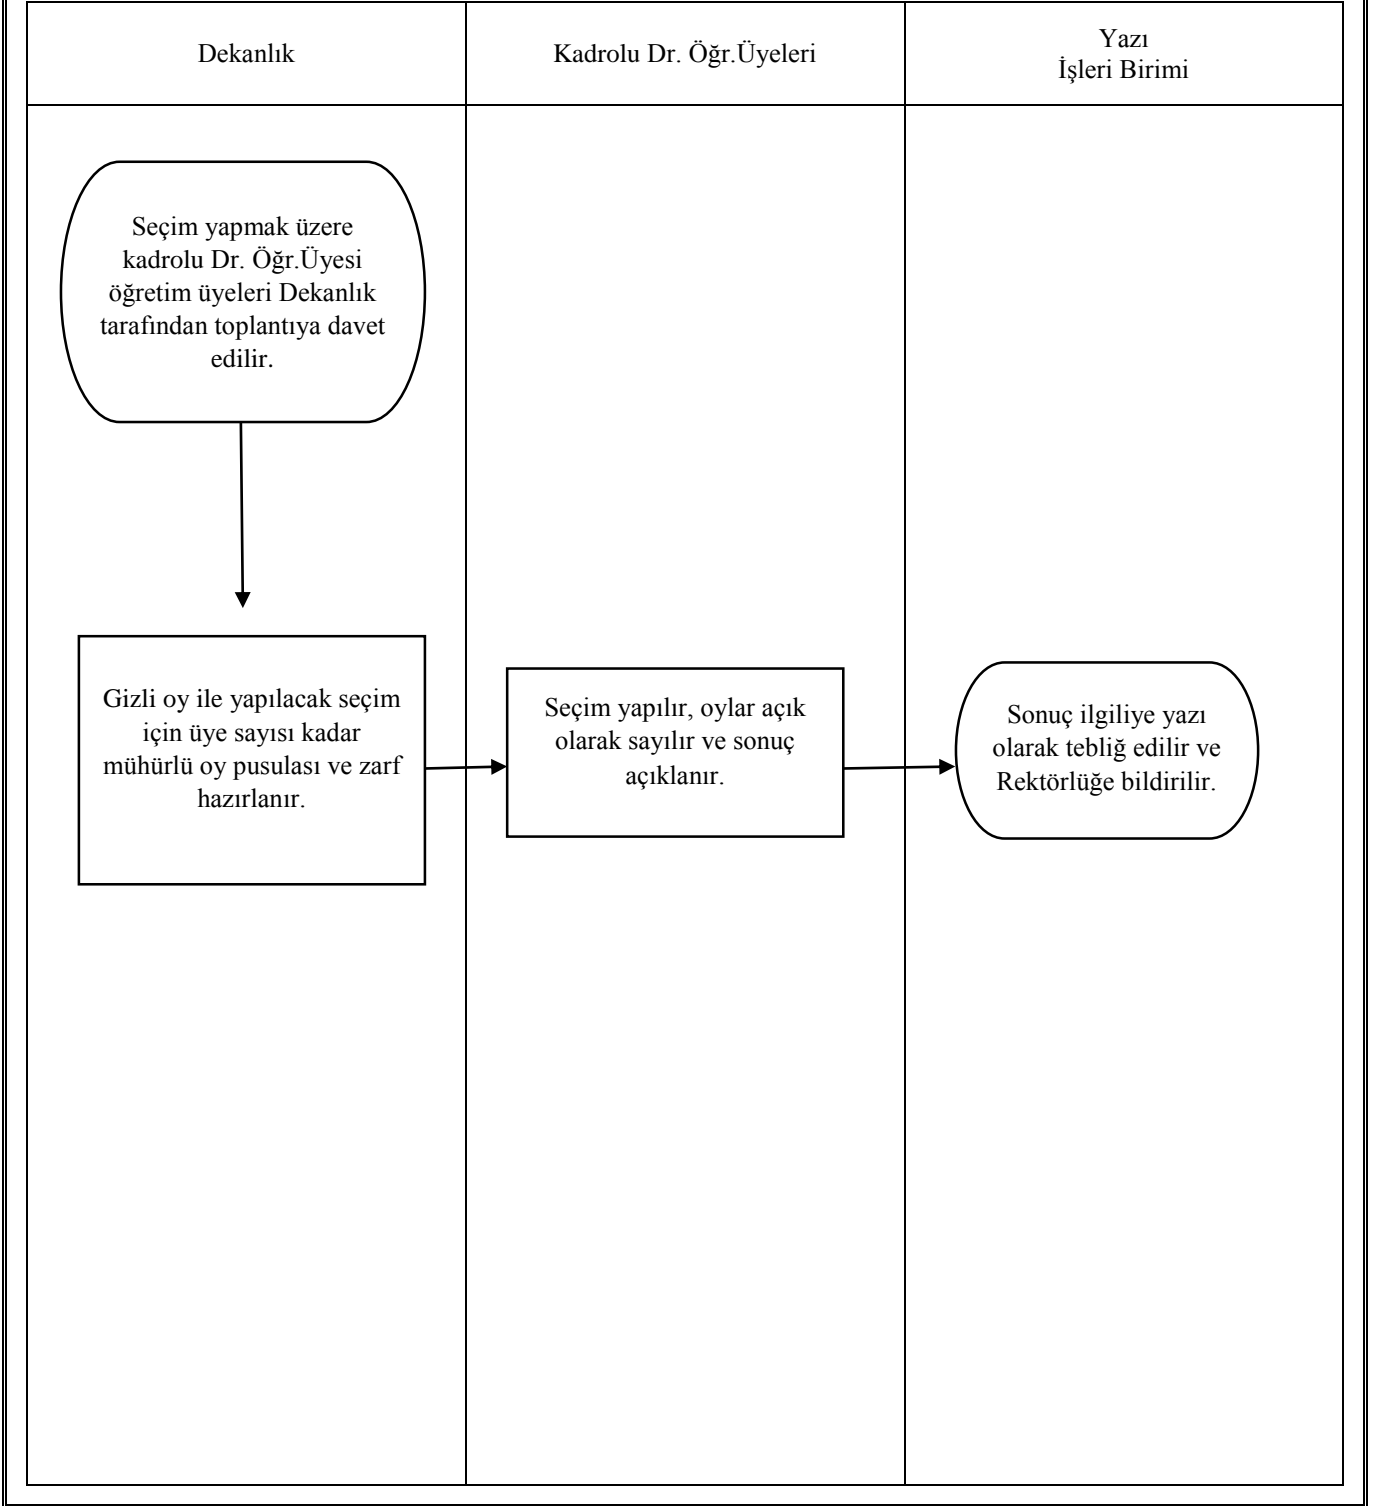 Dekanlık
Kadrolu Dr. Öğr.Üyeleri
Yazı
İşleri Birimi
Seçim yapmak üzere
kadrolu Dr. Öğr.Üyesi
öğretim üyeleri Dekanlık
tarafından toplantıya davet
edilir.
Gizli oy ile yapılacak seçim
için üye sayısı kadar
mühürlü oy pusulası ve zarf
hazırlanır.
Seçim yapılır, oylar açık
olarak sayılır ve sonuç
açıklanır.
Sonuç ilgiliye yazı
olarak tebliğ edilir ve
Rektörlüğe bildirilir.